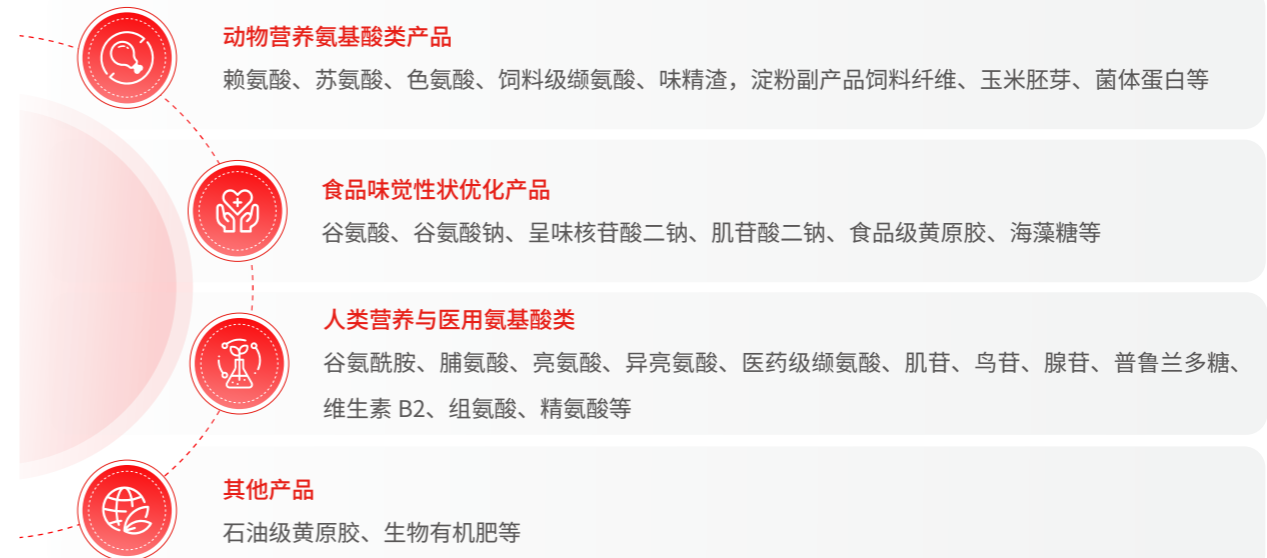 动物营养氨基酸类产品
赖氨酸、苏氨酸、色氨酸、饲料级缬氨酸、味精渣，淀粉副产品饲料纤维、玉米胚芽、菌体蛋白等
食品味觉性状优化产品
谷氨酸、谷氨酸钠、呈味核苷酸二钠、肌苷酸二钠、食品级黄原胶、海藻糖等
人类营养与医用氨基酸类
谷氨酰胺、脯氨酸、亮氨酸、异亮氨酸、医药级缬氨酸、肌苷、鸟苷、腺苷、普鲁兰多糖、
维生素 B2、组氨酸、精氨酸等
其他产品
石油级黄原胶、生物有机肥等